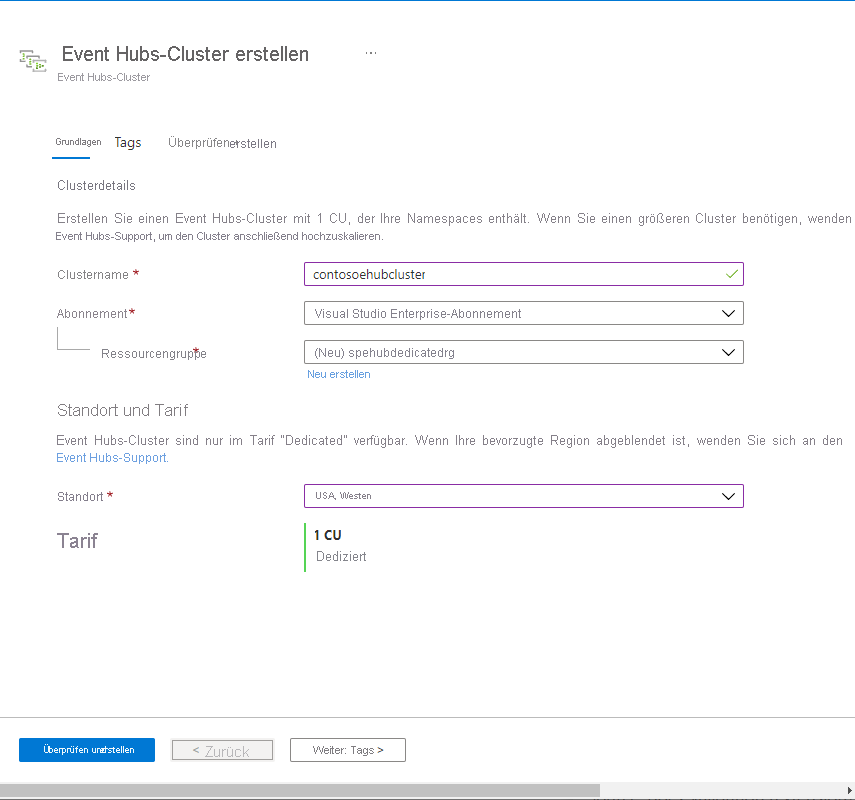 Event Hubs-Cluster erstellen ...
Event Hubs-Cluster
Grundlagen Tags Überprüfen erstellen
Clusterdetails
Erstellen Sie einen Event Hubs-Cluster mit 1 CU, der Ihre Namespaces enthält. Wenn Sie einen größeren Cluster benötigen, wenden
Event Hubs-Support, um den Cluster anschließend hochzuskalieren.
Clustername * contosoehubcluster
Abonnement* Visual Studio Enterprise-Abonnement
Ressourcengruppe* (Neu) spehubdedicatedrg
Neu erstellen
Standort und Tarif
Event Hubs-Cluster sind nur im Tarif "Dedicated" verfügbar. Wenn Ihre bevorzugte Region abgeblendet ist, wenden Sie sich an den
Event Hubs-Support.
Standort * USA, Westen
Tarif 1 CU
Dediziert
Überprüfen und erstellen < Zurück Weiter: Tags >